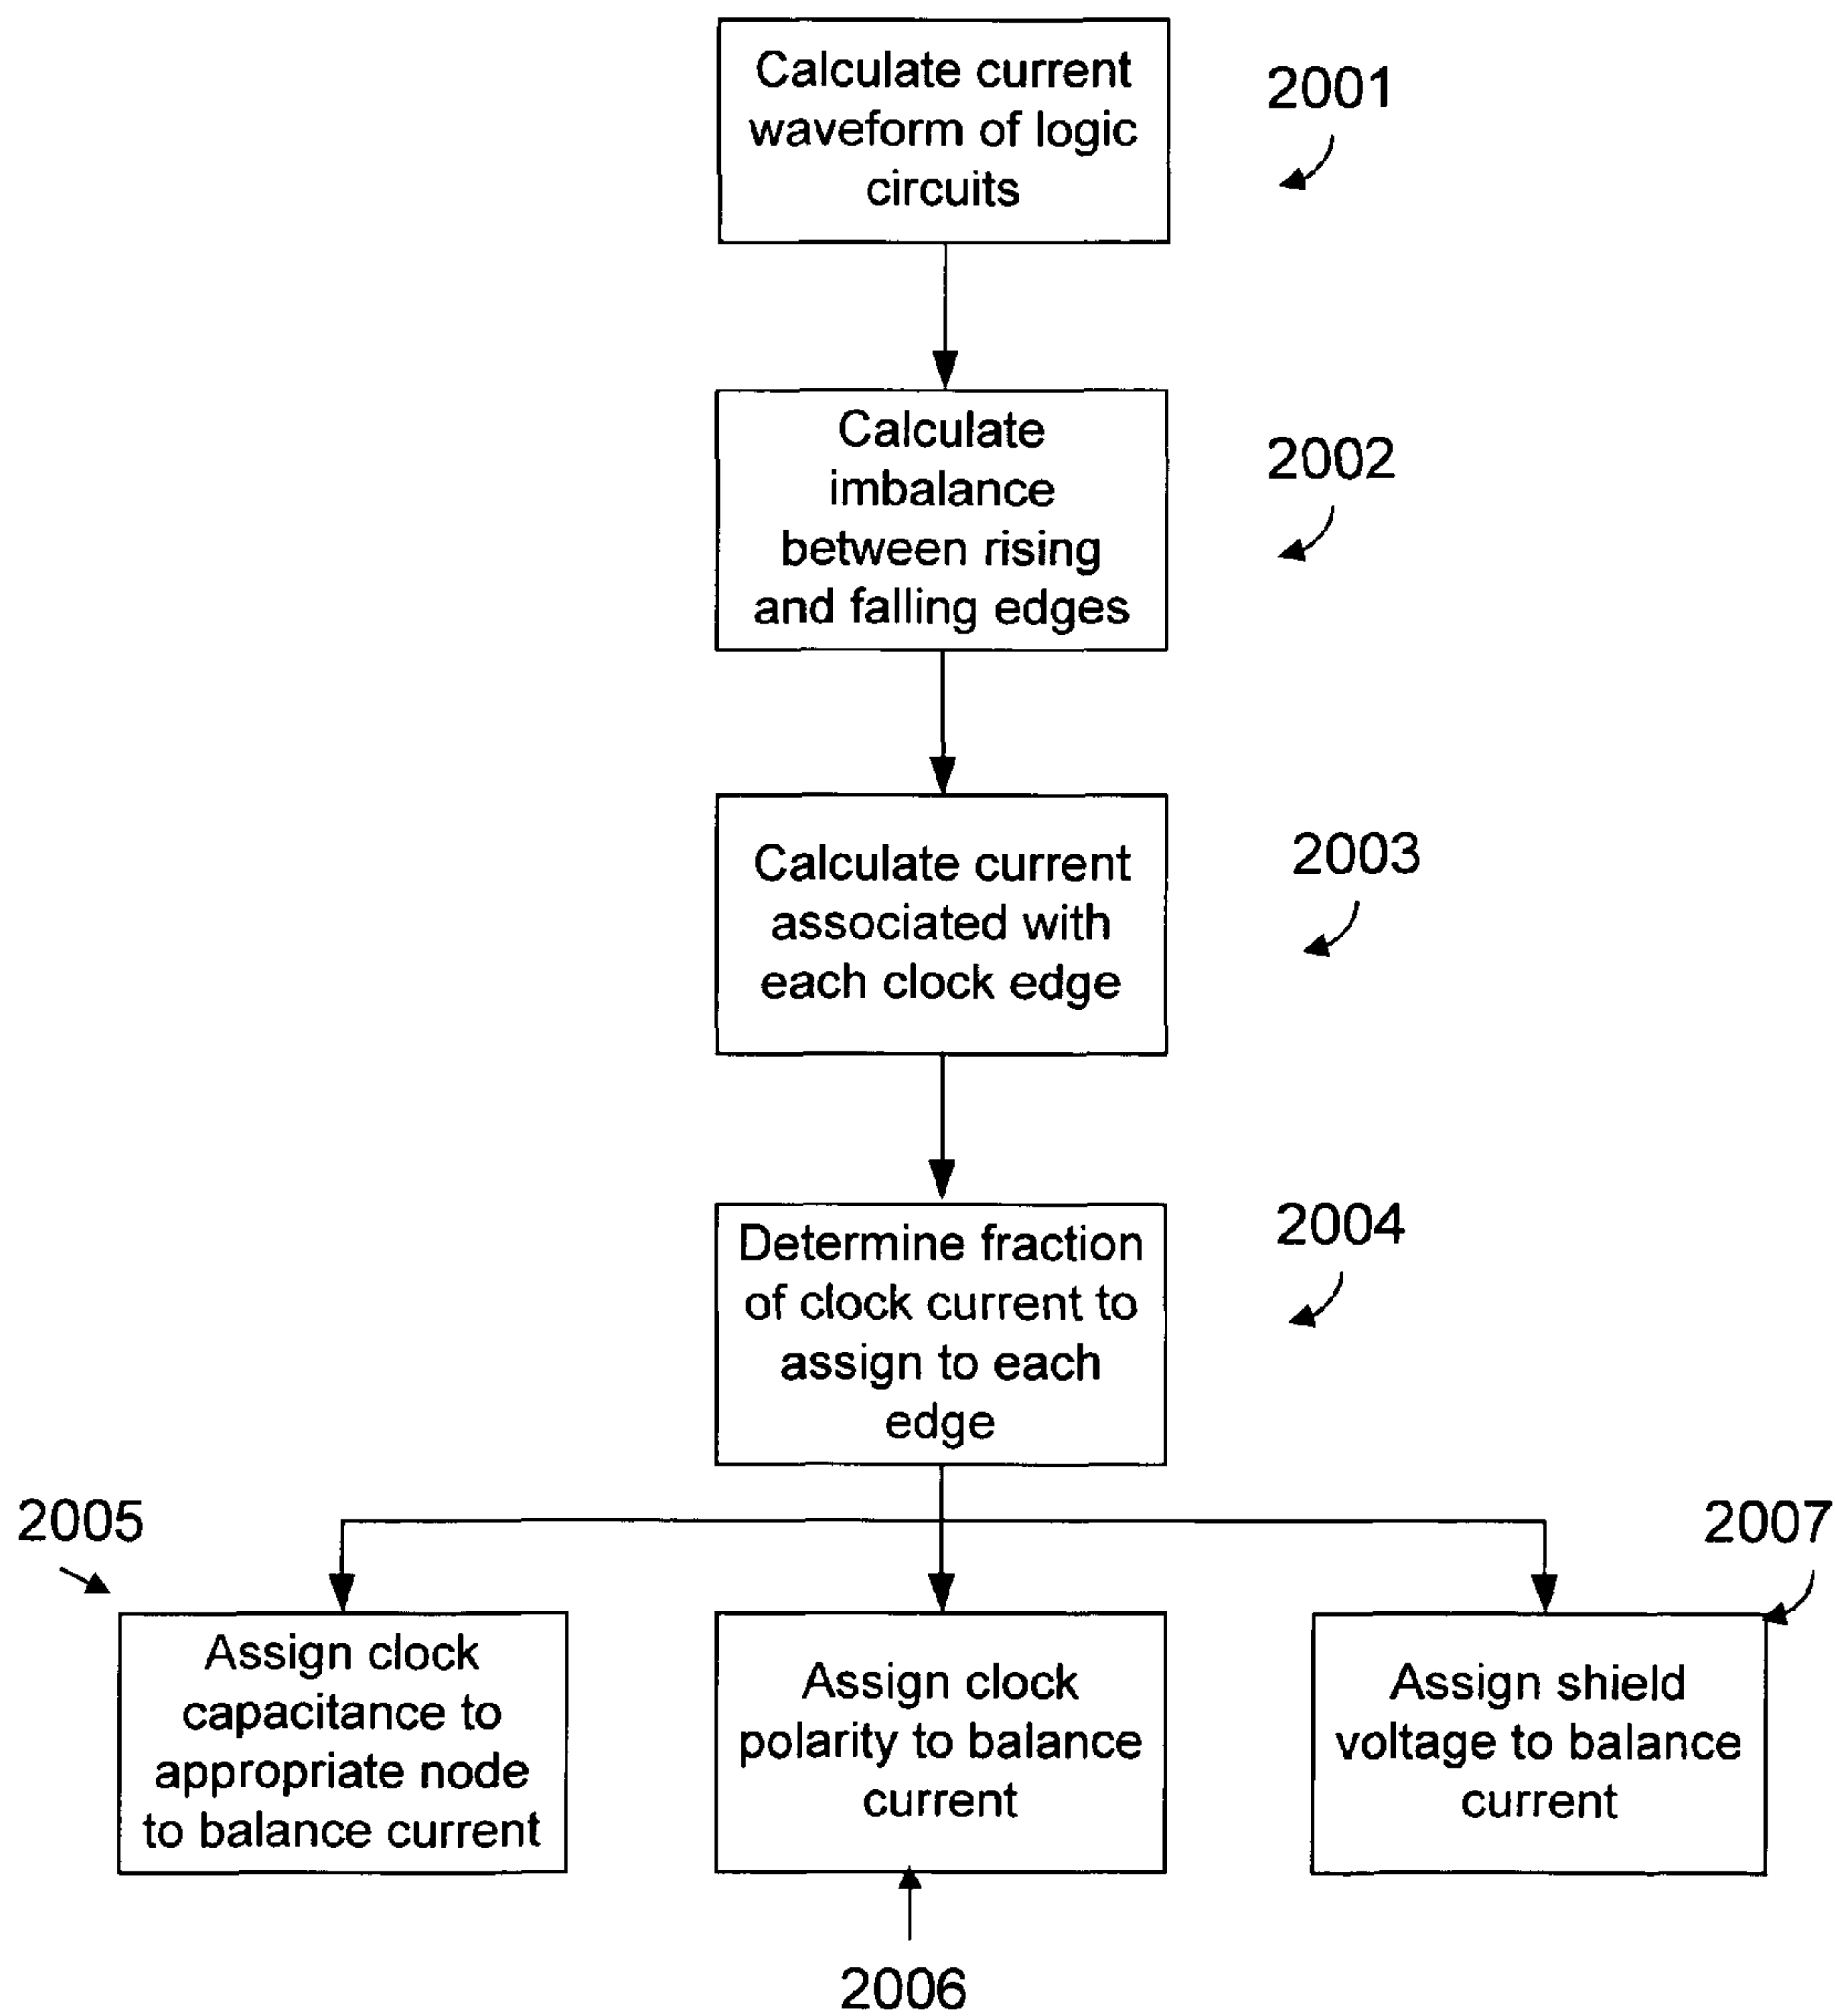 Calculate current
waveform of logic
circuits
2001
Calculate
imbalance
between rising
and falling edges
2002
Calculate current
associated with
each clock edge
2003
Determine fraction
of clock current to
assign to each
edge
2004
2005
2007
Assign clock
capacitance to
appropriate node
to balance current
Assign clock
polarity to balance
current
Assign shield
voltage to balance
current
2006